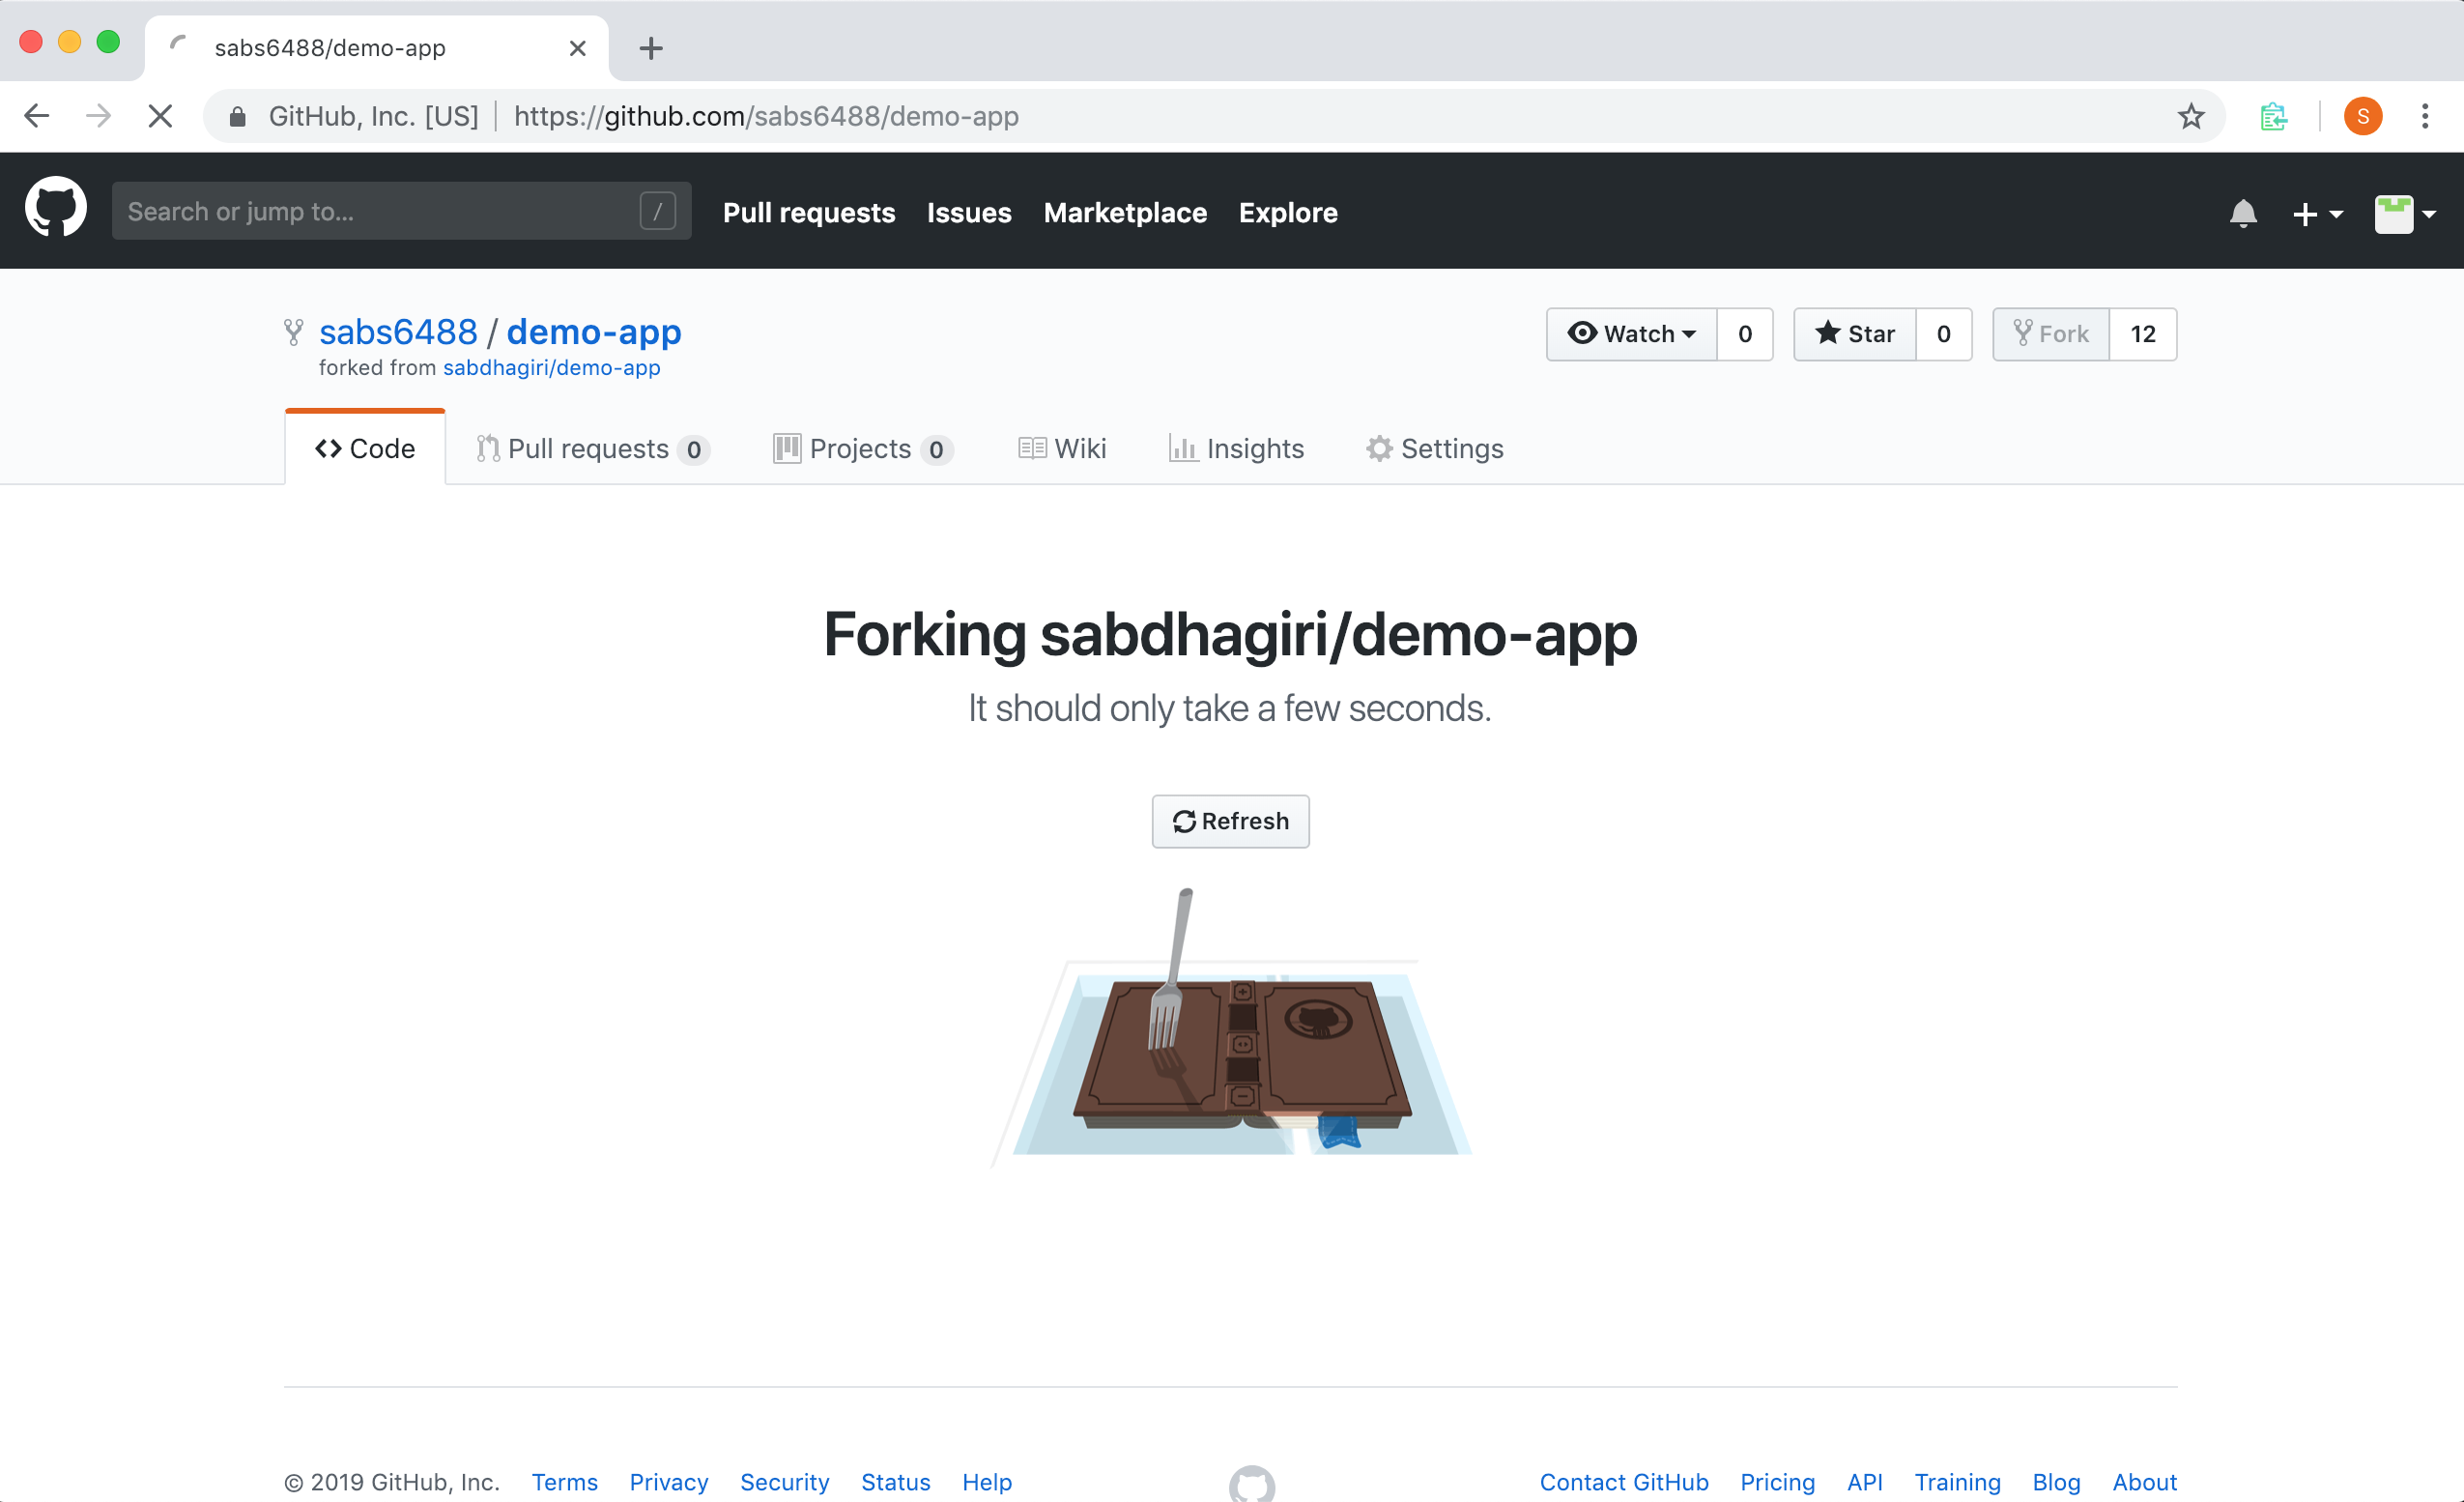 sabs6488/demo-app
GitHub, Inc. [US] https://github.com/sabs6488/demo-app S
Search or jump to... / Pull requests Issues Marketplace Explore
sabs6488 / demo-app Watch 0 Star 0 Fork 12
forked from sabdhagiri/demo-app
Code Pull requests 0 Projects 0 Wiki Insights Settings
Forking sabdhagiri/demo-app
It should only take a few seconds.
Refresh
© 2019 GitHub, Inc. Terms Privacy Security Status Help Contact GitHub Pricing API Training Blog About